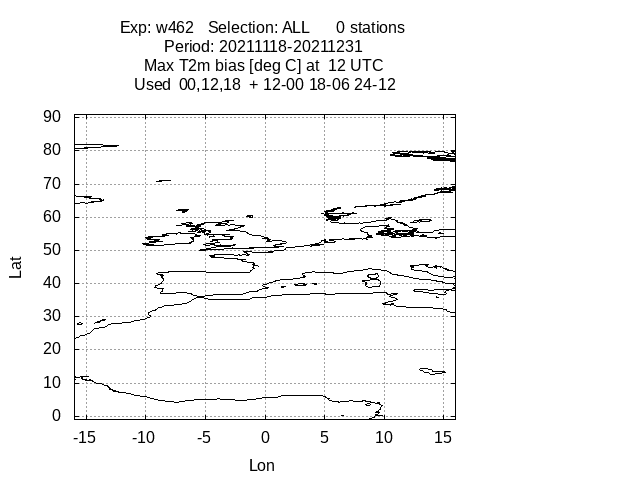 Exp: w462   Selection: ALL      0 stations
Period: 20211118-20211231
Max T2m bias [deg C] at  12 UTC
Used  00,12,18  + 12-00 18-06 24-12
90
80
70
60
50
40
30
20
10
0
Lat
-15 -10 -5 0 5 10 15
Lon